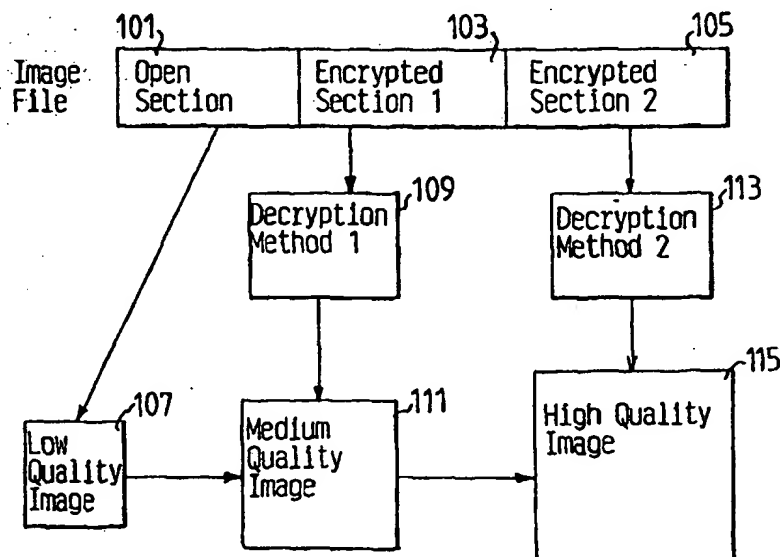 101
103
105
Image
File
Open
Section
Encrypted
Section 1
Encrypted
Section 2
109
113
Decryption
Method 1
Decryption
Method 2
107
111
115
Low
Quality
Image
Medium
Quality
Image
High Quality
Image